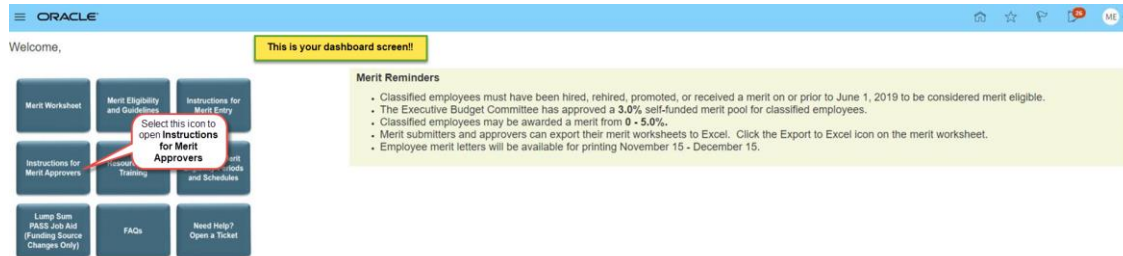 ORACLE
26
ME
Welcome,
This is your dashboard screen!!
Merit Worksheet
Merit Eligibility
and Guidelines
Instructions for
Merit Entry
Select this icon to
open Instructions
for Merit
Approvers
Instructions for
Merit Approvers
Training
and Schedules
Lump Sum
PASS Job Aid
(Funding Source
Changes Only)
FAQs
Need Help?
Open a Ticket
Merit Reminders
• Classified employees must have been hired, rehired, promoted, or received a merit on or prior to June 1, 2019 to be considered merit eligible.
• The Executive Budget Committee has approved a 3.0% self-funded merit pool for classified employees.
• Classified employees may be awarded a merit from 0 - 5.0%.
• Merit submitters and approvers can export their merit worksheets to Excel. Click the Export to Excel icon on the merit worksheet.
• Employee merit letters will be available for printing November 15 - December 15.